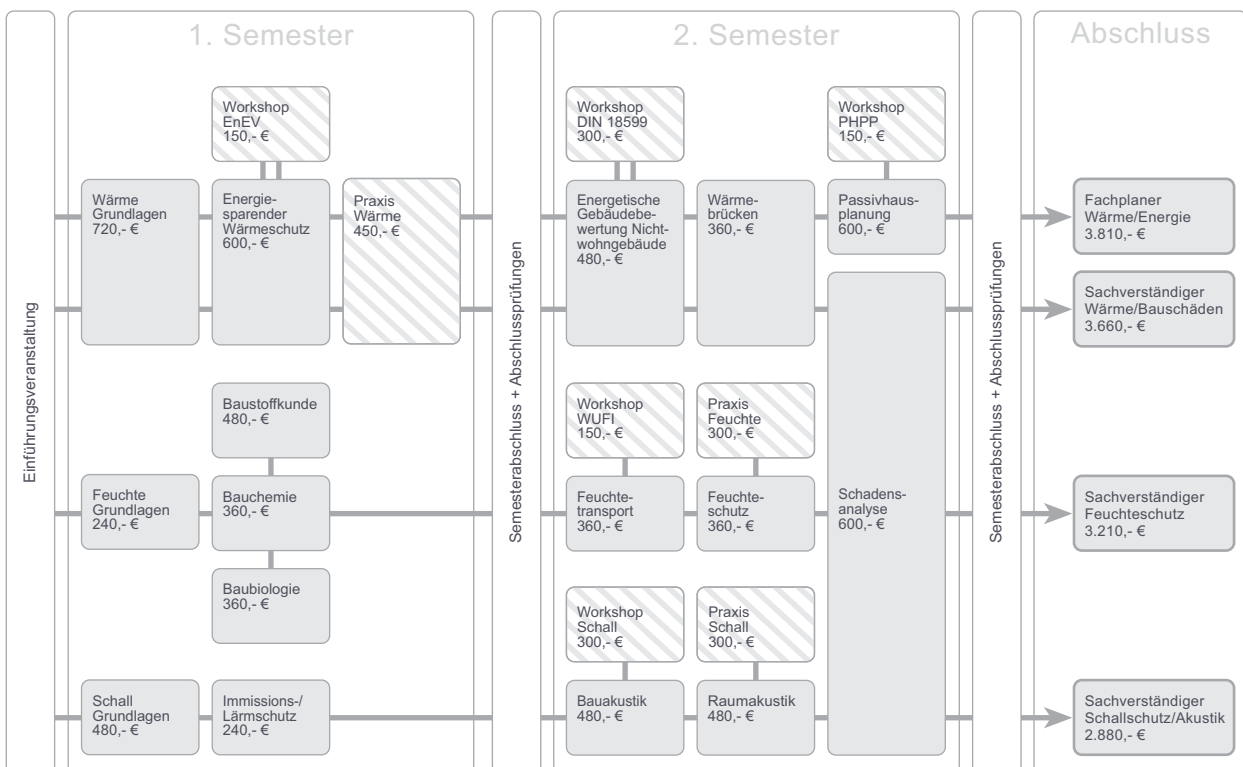 1. Semester
2. Semester
Abschluss
Einführungsveranstaltung
Workshop
EnEV
150,- €
Wärme
Grundlagen
720,- €
Energie-
sparender
Wärmeschutz
600,- €
Praxis
Wärme
450,- €
Baustoffkunde
480,- €
Feuchte
Grundlagen
240,- €
Bauchemie
360,- €
Baubiologie
360,- €
Schall
Grundlagen
480,- €
Immissions-/
Lärmschutz
240,- €
Semesterabschluss + Abschlussprüfungen
Workshop
DIN 18599
300,- €
Workshop
PHPP
150,- €
Energetische
Gebäudebe-
wertung Nicht-
wohngebäude
480,- €
Wärme-
brücken
360,- €
Passivhaus-
planung
600,- €
Workshop
WUFI
150,- €
Praxis
Feuchte
300,- €
Feuchte-
transport
360,- €
Feuchte-
schutz
360,- €
Schadens-
analyse
600,- €
Workshop
Schall
300,- €
Praxis
Schall
300,- €
Bauakustik
480,- €
Raumakustik
480,- €
Semesterabschluss + Abschlussprüfungen
Fachplaner
Wärme/Energie
3.810,- €
Sachverständiger
Wärme/Bauschäden
3.660,- €
Sachverständiger
Feuchteschutz
3.210,- €
Sachverständiger
Schallschutz/Akustik
2.880,- €